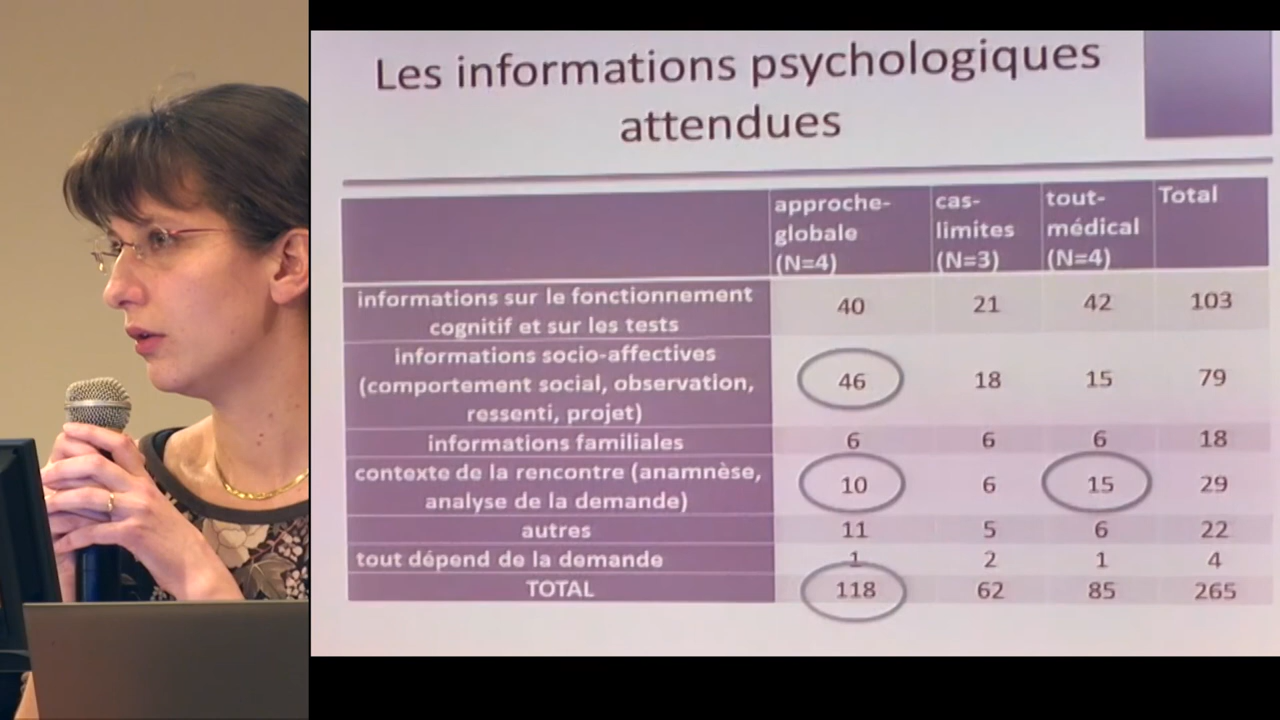 Les informations psychologiques
attendues
approche-globale (N=4) cas-limites (N=3) tout-médical (N=4) Total
informations sur le fonctionnement cognitif et sur les tests 40 21 42 103
informations socio-affectives (comportement social, observation, ressenti, projet) 46 18 15 79
informations familiales 6 6 6 18
contexte de la rencontre (anamnèse, analyse de la demande) 10 6 15 29
autres 11 5 6 22
tout dépend de la demande 1 2 1 4
TOTAL 118 62 85 265